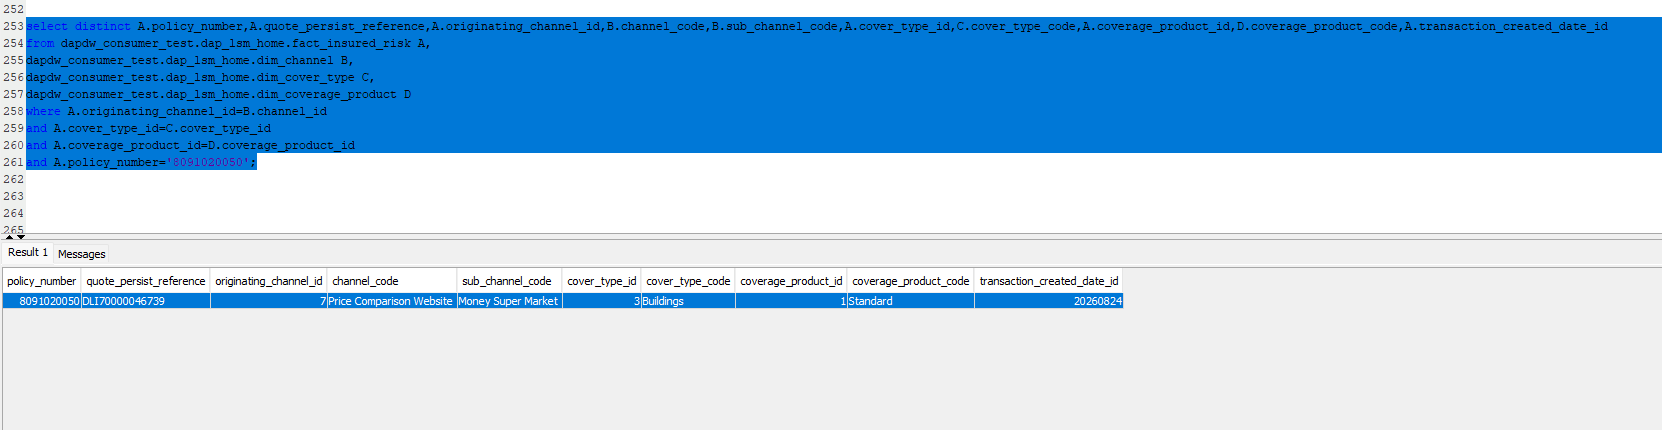 252
253 select distinct A.policy_number,A.quote_persist_reference,A.originating_channel_id,B.channel_code,B.sub_channel_code,A.cover_type_id,C.cover_type_code,A.coverage_product_id,D.coverage_product_code,A.transaction_created_date_id
254 from dapdw_consumer_test.dap_lsm_home.fact_insured_risk A,
255 dapdw_consumer_test.dap_lsm_home.dim_channel B,
256 dapdw_consumer_test.dap_lsm_home.dim_cover_type C,
257 dapdw_consumer_test.dap_lsm_home.dim_coverage_product D
258 where A.originating_channel_id=B.channel_id
259 and A.cover_type_id=C.cover_type_id
260 and A.coverage_product_id=D.coverage_product_id
261 and A.policy_number='8091020050';
262
263
264
265
Result 1 Messages
policy_number quote_persist_reference originating_channel_id channel_code sub_channel_code cover_type_id cover_type_code coverage_product_id coverage_product_code transaction_created_date_id
8091020050 DLI70000046739 7 Price Comparison Website Money Super Market 3 Buildings 1 Standard 20260824